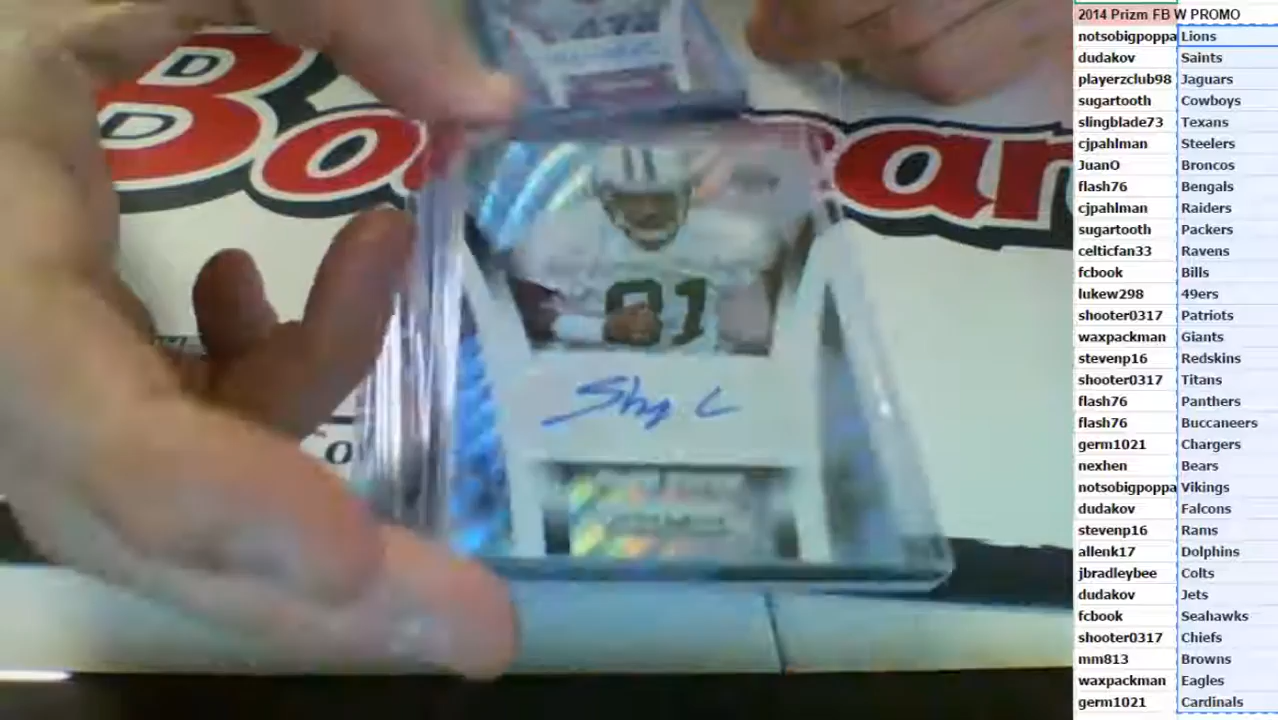 2014 Prizm FB W PROMO
notsobigpoppa Lions
dudakov Saints
playerzclub98 Jaguars
sugartooth Cowboys
slingblade73 Texans
cjpahlman Steelers
JuanO Broncos
flash76 Bengals
cjpahlman Raiders
sugartooth Packers
celticfan33 Ravens
fcbook Bills
lukew298 49ers
shooter0317 Patriots
waxpackman Giants
stevenp16 Redskins
shooter0317 Titans
flash76 Panthers
flash76 Buccaneers
germ1021 Chargers
nexhen Bears
notsobigpoppa Vikings
dudakov Falcons
stevenp16 Rams
allenk17 Dolphins
jbradleybee Colts
dudakov Jets
fcbook Seahawks
shooter0317 Chiefs
mm813 Browns
waxpackman Eagles
germ1021 Cardinals
81